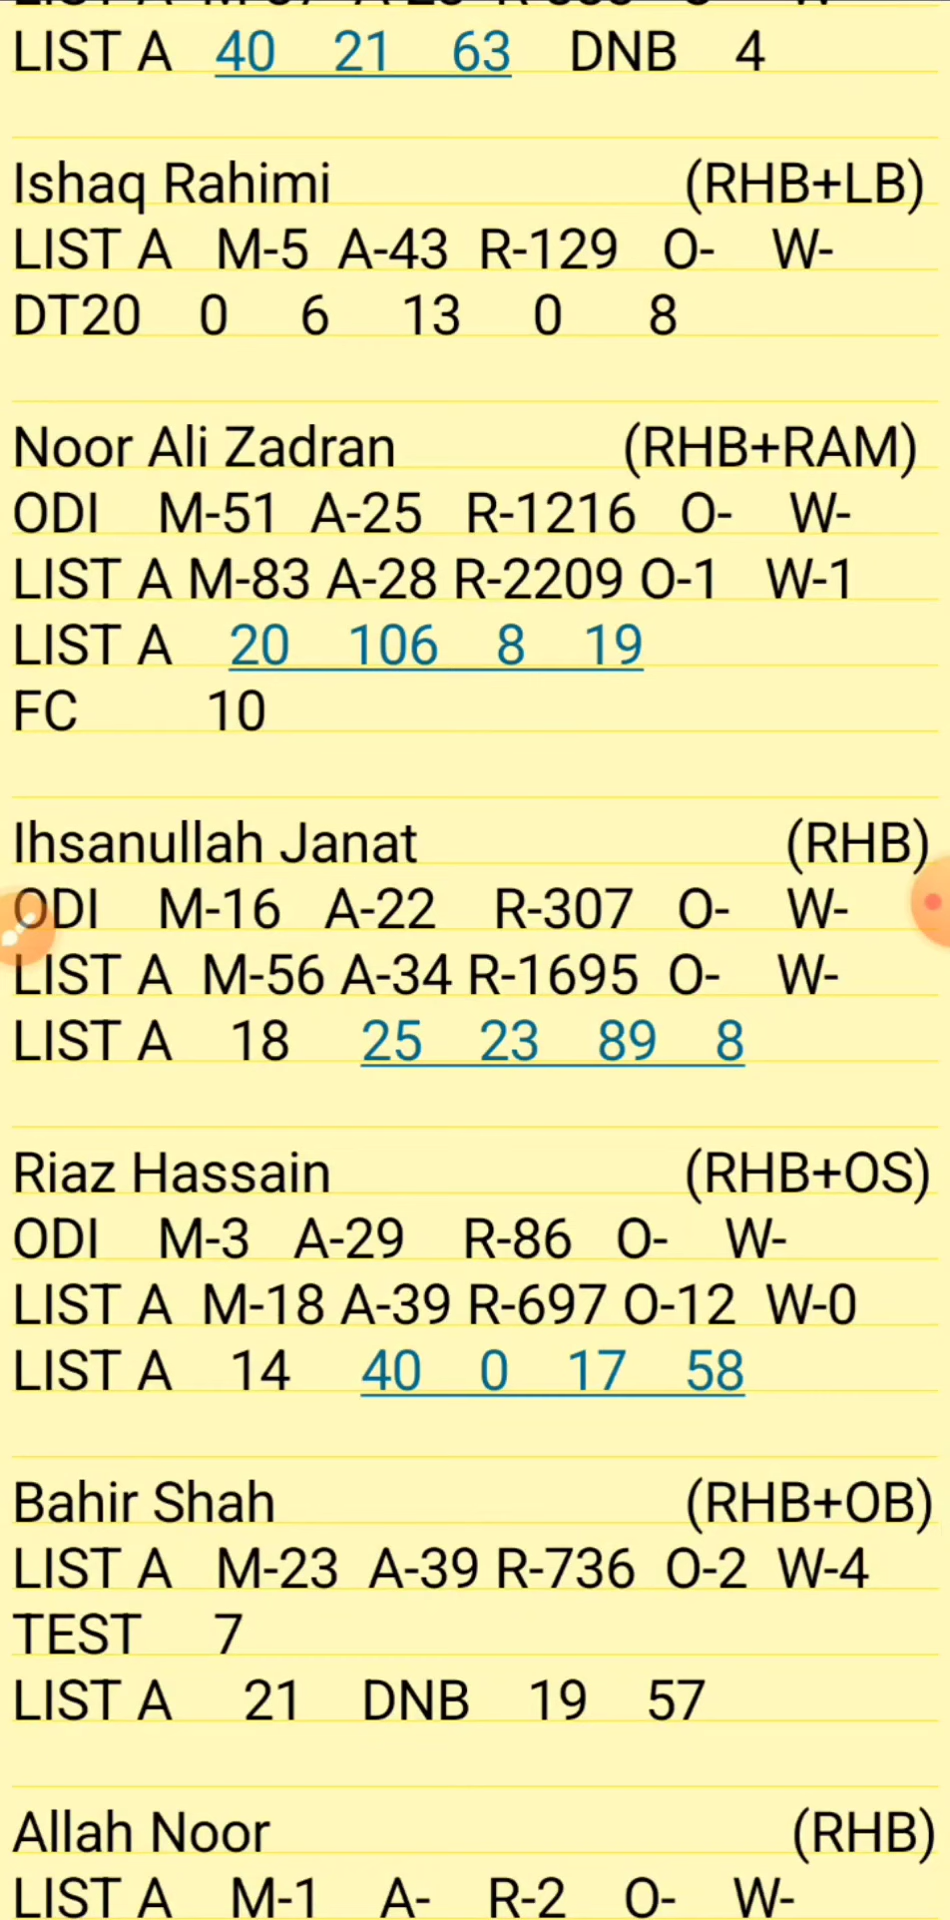 LIST A 40 21 63 DNB 4
Ishaq Rahimi (RHB+LB)
LIST A M-5 A-43 R-129 O- W-
DT20 0 6 13 0 8
Noor Ali Zadran (RHB+RAM)
ODI M-51 A-25 R-1216 O- W-
LIST A M-83 A-28 R-2209 O-1 W-1
LIST A 20 106 8 19
FC 10
Ihsanullah Janat (RHB)
ODI M-16 A-22 R-307 O- W-
LIST A M-56 A-34 R-1695 O- W-
LIST A 18 25 23 89 8
Riaz Hassain (RHB+OS)
ODI M-3 A-29 R-86 O- W-
LIST A M-18 A-39 R-697 O-12 W-0
LIST A 14 40 0 17 58
Bahir Shah (RHB+OB)
LIST A M-23 A-39 R-736 O-2 W-4
TEST 7
LIST A 21 DNB 19 57
Allah Noor (RHB)
LIST A M-1 A- R-2 O- W-